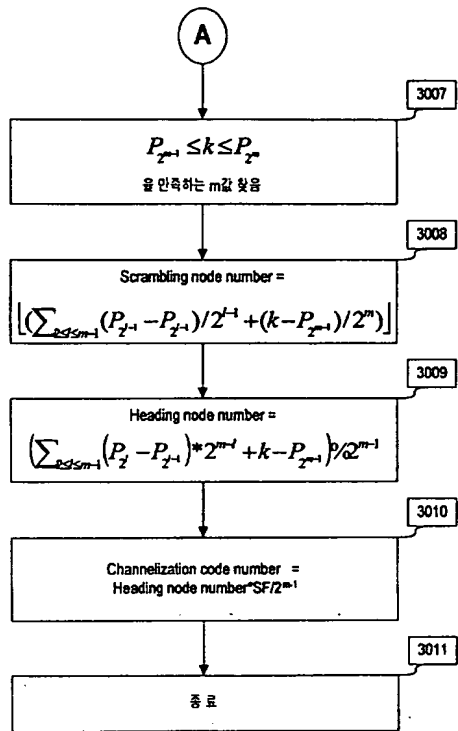 A
3007
P_{2^{m-1}} ≤ k ≤ P_{2^m}
을 만족하는 m값 찾음
3008
Scrambling node number =
⌊(∑_{2≤l≤m-1}(P_{2^{l-1}} − P_{2^{l-1}})/2^{l-1} + (k − P_{2^{m-1}})/2^m)⌋
3009
Heading node number =
(∑_{2≤l≤m-1}(P_{2^l} − P_{2^{l-1}})*2^{m-l} + k − P_{2^{m-1}})%2^{m-1}
3010
Channelization code number =
Heading node number*SF/2^{m-1}
3011
종료